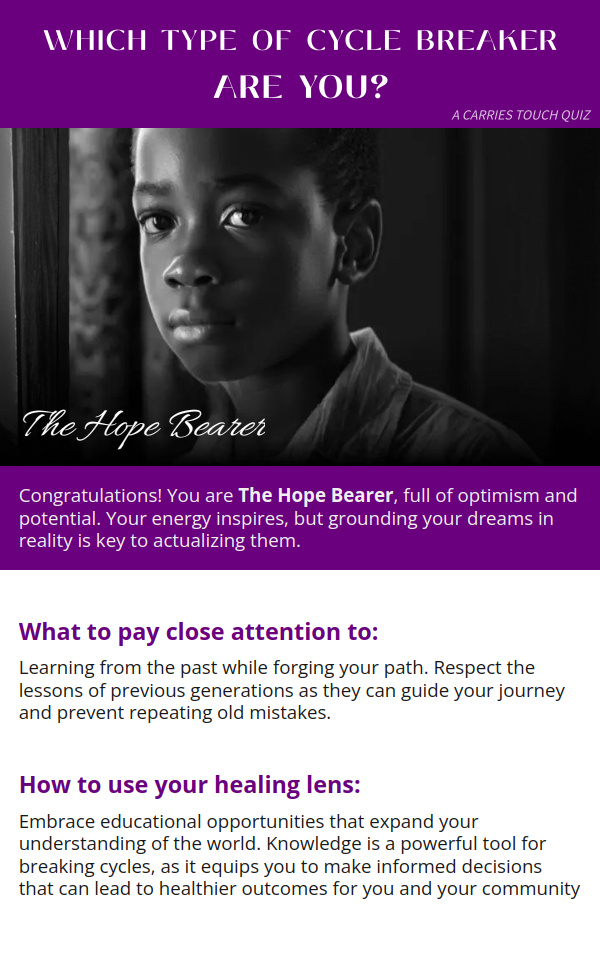 WHICH TYPE OF CYCLE BREAKER
ARE YOU?
A CARRIES TOUCH QUIZ
The Hope Bearer
Congratulations! You are The Hope Bearer, full of optimism and
potential. Your energy inspires, but grounding your dreams in
reality is key to actualizing them.
What to pay close attention to:
Learning from the past while forging your path. Respect the
lessons of previous generations as they can guide your journey
and prevent repeating old mistakes.
How to use your healing lens:
Embrace educational opportunities that expand your
understanding of the world. Knowledge is a powerful tool for
breaking cycles, as it equips you to make informed decisions
that can lead to healthier outcomes for you and your community